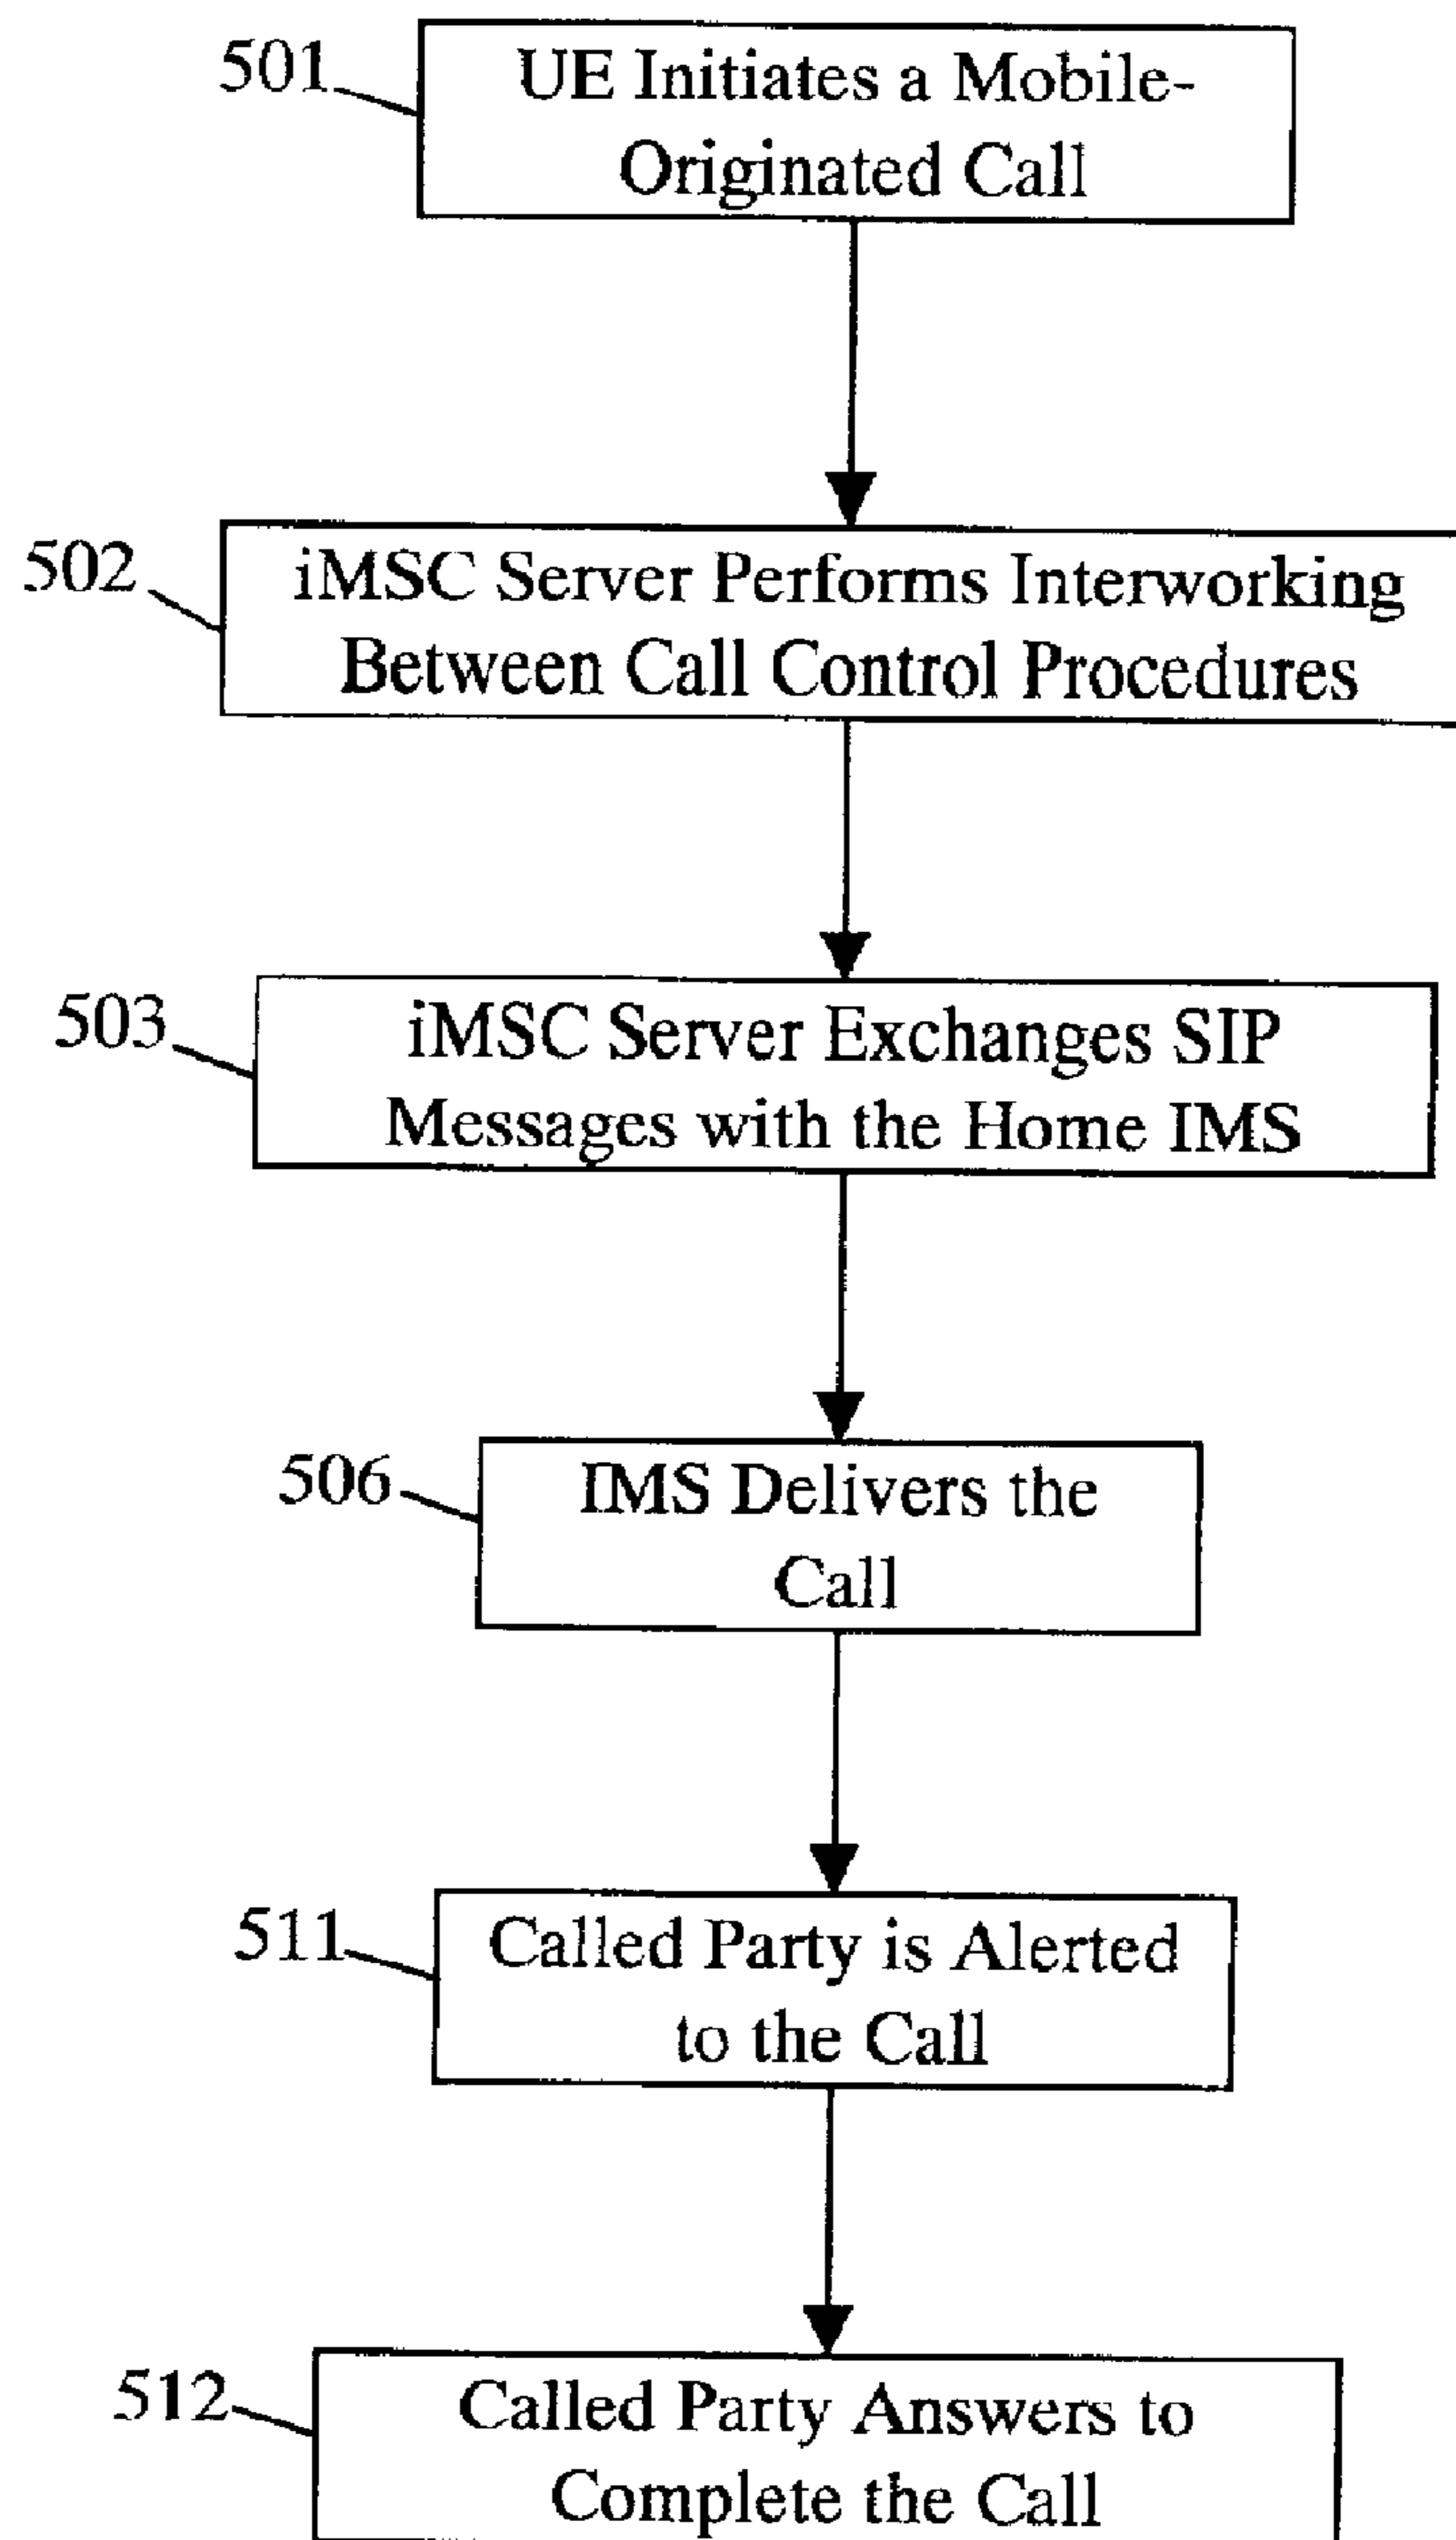 501
UE Initiates a Mobile-
Originated Call
502
iMSC Server Performs Interworking
Between Call Control Procedures
503
iMSC Server Exchanges SIP
Messages with the Home IMS
506
IMS Delivers the
Call
511
Called Party is Alerted
to the Call
512
Called Party Answers to
Complete the Call